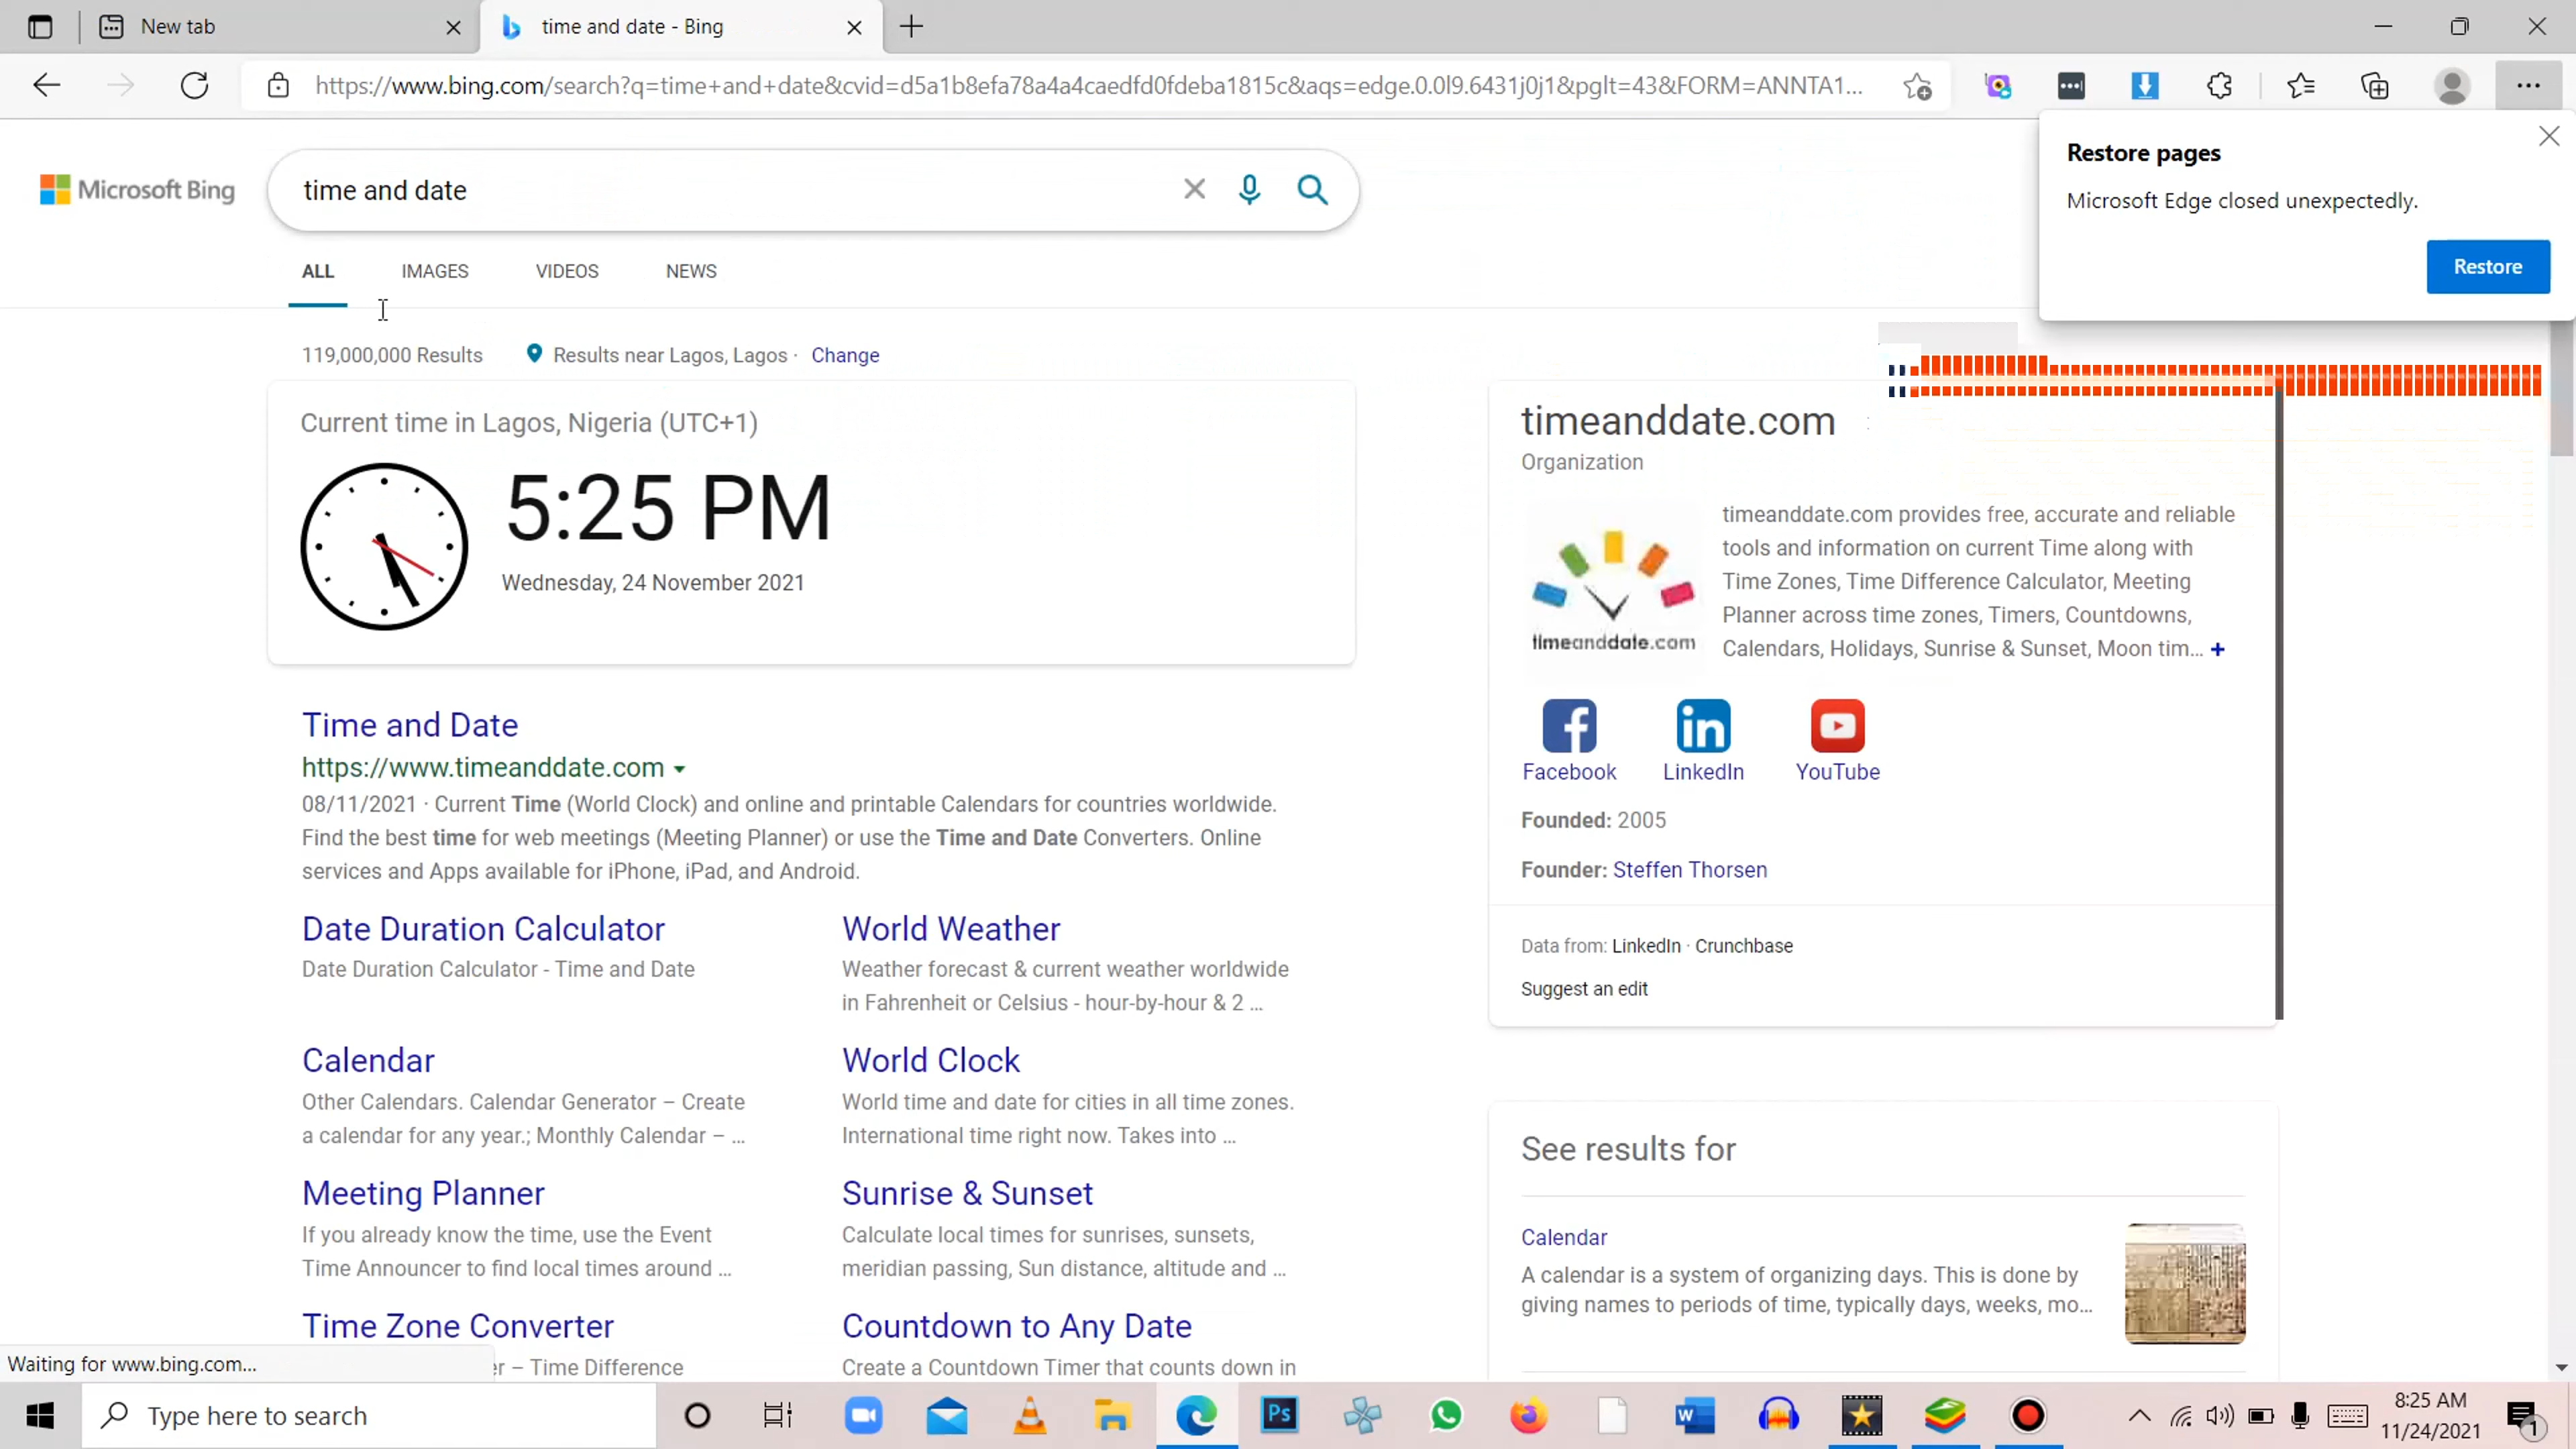 New tab
time and date - Bing
https://www.bing.com/search?q=time+and+date&cvid=d5a1b8efa78a4a4caedfd0fdeba1815c&aqs=edge.0.0l9.6431j0j1&pglt=43&FORM=ANNTA1...
Restore pages
Microsoft Edge closed unexpectedly.
Restore
Microsoft Bing
time and date
ALL
IMAGES
VIDEOS
NEWS
119,000,000 Results
Results near Lagos, Lagos · Change
Current time in Lagos, Nigeria (UTC+1)
5:25 PM
Wednesday, 24 November 2021
Time and Date
https://www.timeanddate.com
08/11/2021 · Current Time (World Clock) and online and printable Calendars for countries worldwide.
Find the best time for web meetings (Meeting Planner) or use the Time and Date Converters. Online
services and Apps available for iPhone, iPad, and Android.
Date Duration Calculator
Date Duration Calculator - Time and Date
World Weather
Weather forecast & current weather worldwide
in Fahrenheit or Celsius - hour-by-hour & 2 ...
Calendar
Other Calendars. Calendar Generator – Create
a calendar for any year.; Monthly Calendar – ...
World Clock
World time and date for cities in all time zones.
International time right now. Takes into ...
Meeting Planner
If you already know the time, use the Event
Time Announcer to find local times around ...
Sunrise & Sunset
Calculate local times for sunrises, sunsets,
meridian passing, Sun distance, altitude and ...
Time Zone Converter
er – Time Difference
Countdown to Any Date
Create a Countdown Timer that counts down in
timeanddate.com
Organization
timeanddate.com
timeanddate.com provides free, accurate and reliable
tools and information on current Time along with
Time Zones, Time Difference Calculator, Meeting
Planner across time zones, Timers, Countdowns,
Calendars, Holidays, Sunrise & Sunset, Moon tim... +
Facebook
LinkedIn
YouTube
Founded: 2005
Founder: Steffen Thorsen
Data from: LinkedIn · Crunchbase
Suggest an edit
See results for
Calendar
A calendar is a system of organizing days. This is done by
giving names to periods of time, typically days, weeks, mo...
Waiting for www.bing.com...
Type here to search
Ps
8:25 AM
11/24/2021
1